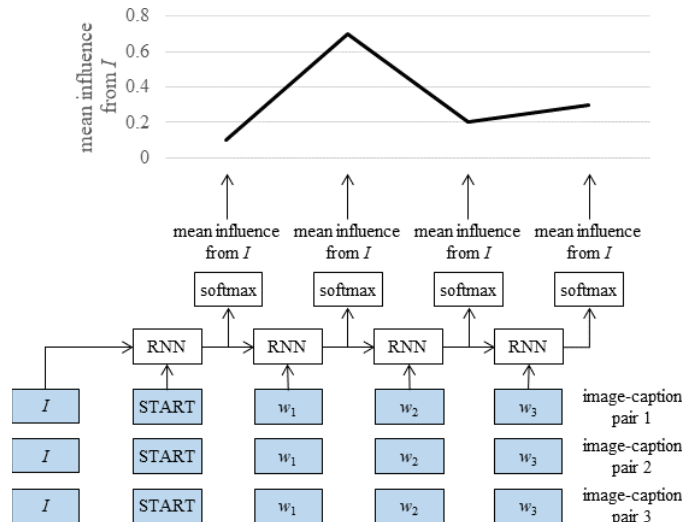 0.8
0.6
0.4
0.2
0
mean influence
from I
mean influence mean influence mean influence mean influence
from I from I from I from I
softmax softmax softmax softmax
RNN RNN RNN RNN
I START w1 w2 w3 image-caption
pair 1
I START w1 w2 w3 image-caption
pair 2
I START w1 w2 w3 image-caption
pair 3